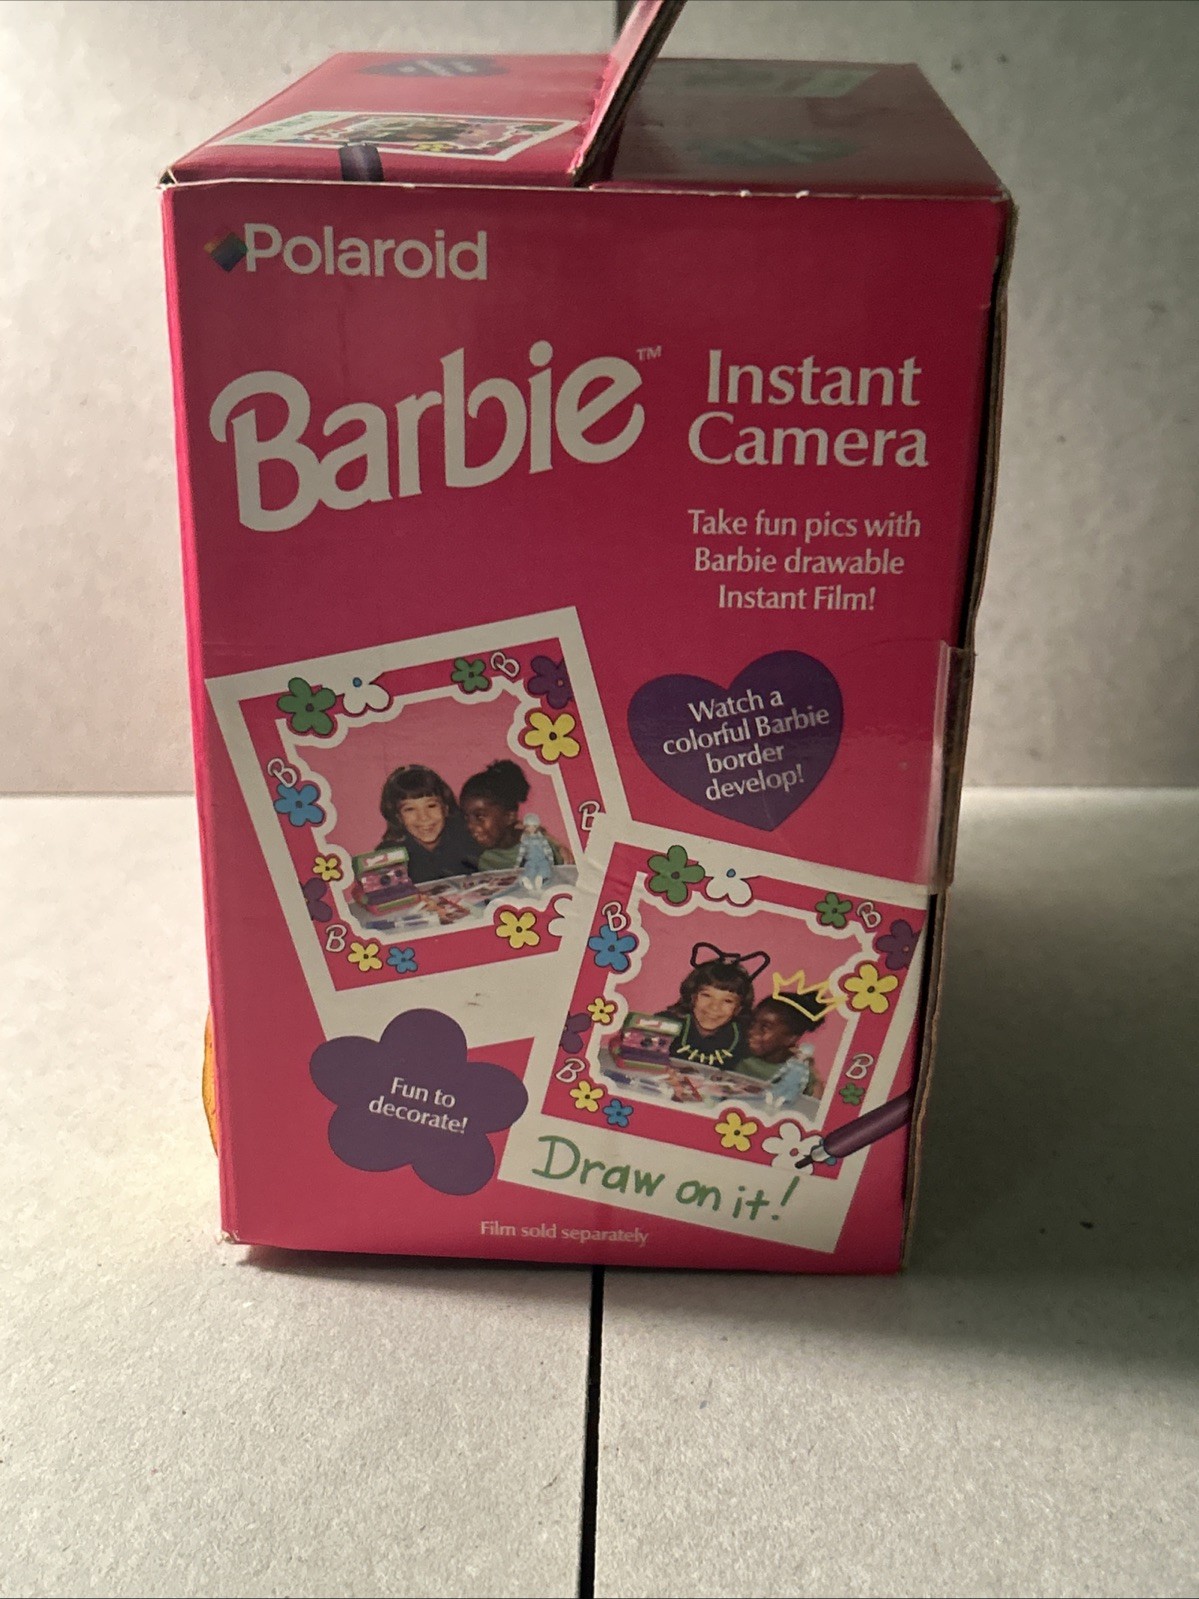 Polaroid
Barbie™
Instant
Camera
Take fun pics with
Barbie drawable
Instant Film!
Watch a
colorful Barbie
border
develop!
B
B
B
B
B
B
B
B
Fun to
decorate!
Draw on it!
Film sold separately